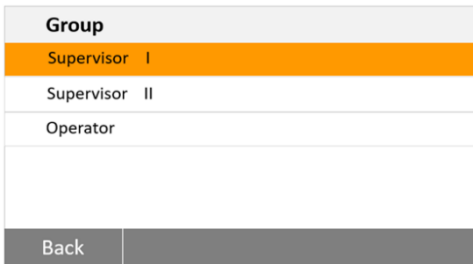 Group
Supervisor I
Supervisor II
Operator
Back